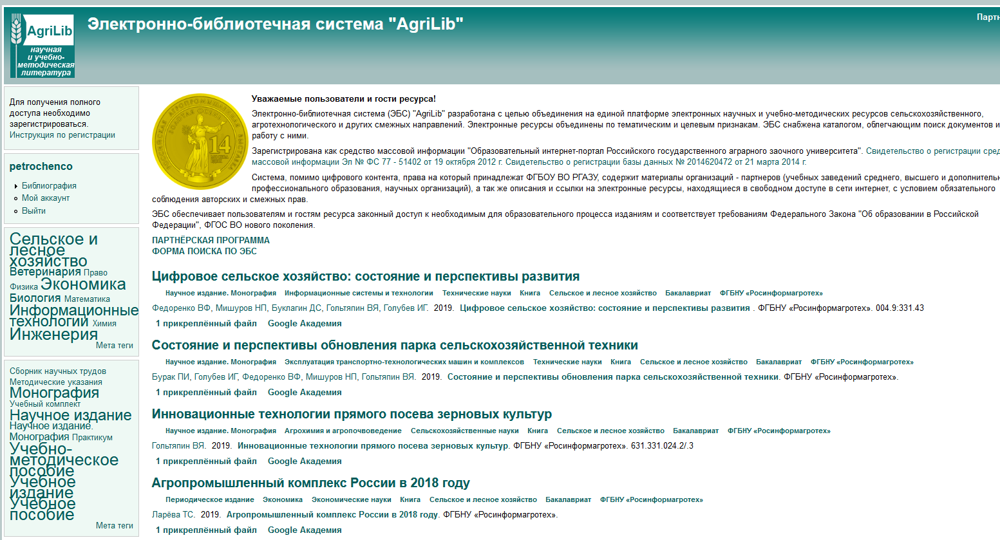 AgriLib
научная
и учебно-
методическая
литература
Электронно-библиотечная система "AgriLib"
Для получения полного
доступа необходимо
зарегистрироваться.
Инструкция по регистрации
petrochenco
Библиография
Мой аккаунт
Выйти
Сельское и
лесное
хозяйство
Ветеринария Право
Физика Экономика
Биология Математика
Информационные
технологии Химия
Инженерия
Мета теги
Сборник научных трудов
Методические указания
Монография
Учебный комплект
Научное издание
Научное издание.
Монография Практикум
Учебно-
методическое
пособие
Учебное
издание
Учебное
пособие
Мета теги
14
Уважаемые пользователи и гости ресурса!
Электронно-библиотечная система (ЭБС) "AgriLib" разработана с целью объединения на единой платформе электронных научных и учебно-методических ресурсов сельскохозяйственного,
агротехнологического и других смежных направлений. Электронные ресурсы объединены по тематическим и целевым признакам. ЭБС снабжена каталогом, облегчающим поиск документов и
работу с ними.
Зарегистрирована как средство массовой информации "Образовательный интернет-портал Российского государственного аграрного заочного университета". Свидетельство о регистрации
массовой информации Эл № ФС 77 - 51402 от 19 октября 2012 г. Свидетельство о регистрации базы данных № 2014620472 от 21 марта 2014 г.
Система, помимо цифрового контента, права на который принадлежат ФГБОУ ВО РГАЗУ, содержит материалы организаций - партнеров (учебных заведений среднего, высшего и
профессионального образования, научных организаций), а так же описания и ссылки на электронные ресурсы, находящиеся в свободном доступе в сети интернет, с условием обязательного
соблюдения авторских и смежных прав.
ЭБС обеспечивает пользователям и гостям ресурса законный доступ к необходимым для образовательного процесса изданиям и соответствует требованиям Федерального Закона "Об образовании в Российской
Федерации", ФГОС ВО нового поколения.
ПАРТНЁРСКАЯ ПРОГРАММА
ФОРМА ПОИСКА ПО ЭБС
Цифровое сельское хозяйство: состояние и перспективы развития
Научное издание. Монография Информационные системы и технологии Технические науки Книга Сельское и лесное хозяйство Бакалавриат ФГБНУ «Росинформагротех»
Федоренко ВФ, Мишуров НП, Буклагин ДС, Гольтяпин ВЯ, Голубев ИГ. 2019. Цифровое сельское хозяйство: состояние и перспективы развития . ФГБНУ «Росинформагротех». 004.9:331.43
1 прикреплённый файл Google Академия
Состояние и перспективы обновления парка сельскохозяйственной техники
Научное издание. Монография Эксплуатация транспортно-технологических машин и комплексов Технические науки Книга Сельское и лесное хозяйство Бакалавриат ФГБНУ «Росинформагротех»
Бурак ПИ, Голубев ИГ, Федоренко ВФ, Мишуров НП, Гольтяпин ВЯ. 2019. Состояние и перспективы обновления парка сельскохозяйственной техники. ФГБНУ «Росинформагротех».
1 прикреплённый файл Google Академия
Инновационные технологии прямого посева зерновых культур
Научное издание. Монография Агрохимия и агропочвоведение Сельскохозяйственные науки Книга Сельское и лесное хозяйство Бакалавриат ФГБНУ «Росинформагротех»
Гольтяпин ВЯ. 2019. Инновационные технологии прямого посева зерновых культур. ФГБНУ «Росинформагротех». 631.331.024.2/.3
1 прикреплённый файл Google Академия
Агропромышленный комплекс России в 2018 году
Периодическое издание Экономика Экономические науки Книга Сельское и лесное хозяйство Бакалавриат ФГБНУ «Росинформагротех»
Ларёва ТС. 2019. Агропромышленный комплекс России в 2018 году. ФГБНУ «Росинформагротех».
1 прикреплённый файл Google Академия